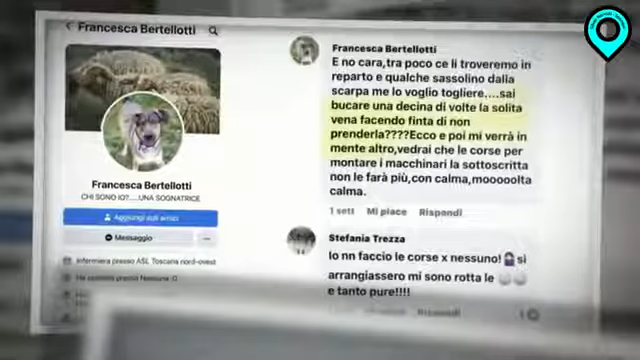 Francesca Bertellotti
Francesca Bertellotti
CHI SONO IO?.....UNA SOGNATRICE
Aggiungi agli amici
Messaggio
Infermiera presso ASL Toscana nord-ovest
Francesca Bertellotti
E no cara,tra poco ce li troveremo in
reparto e qualche sassolino dalla
scarpa me lo voglio togliere....sai
bucare una decina di volte la solita
vena facendo finta di non
prenderla????Ecco e poi mi verrà in
mente altro,vedrai che le corse per
montare i macchinari la sottoscritta
non le farà più,con calma,mooooolta
calma.
1 sett Mi piace Rispondi
Stefania Trezza
Io nn faccio le corse x nessuno! si
arrangiassero mi sono rotta le
e tanto pure!!!!
Rispondi